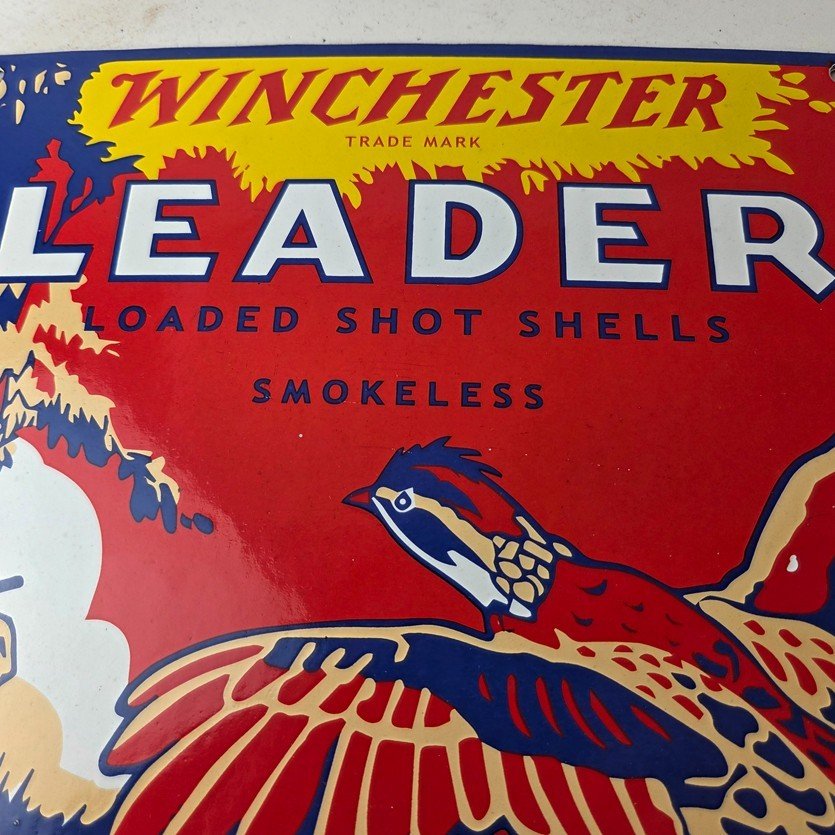 WINCHESTER
TRADE MARK
LEADER
LOADED SHOT SHELLS
SMOKELESS